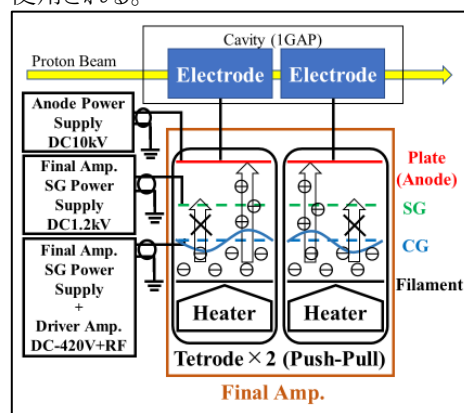 使用される。
Cavity (1GAP)
Proton Beam
Electrode
Electrode
Anode Power
Supply
DC10kV
Final Amp.
SG Power
Supply
DC1.2kV
Final Amp.
SG Power
Supply
+
Driver Amp.
DC-420V+RF
Plate
(Anode)
SG
CG
Filament
Heater
Heater
Tetrode×2 (Push-Pull)
Final Amp.